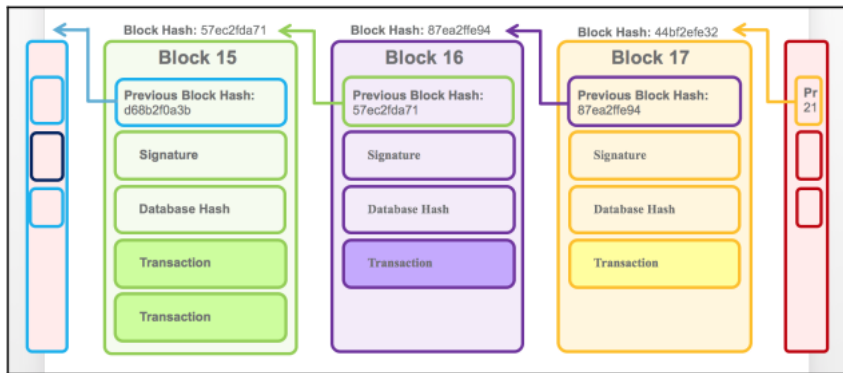 Block Hash: 57ec2fda71
Block Hash: 87ea2ffe94
Block Hash: 44bf2efe32
Block 15
Previous Block Hash:
d68b2f0a3b
Signature
Database Hash
Transaction
Transaction
Block 16
Previous Block Hash:
57ec2fda71
Signature
Database Hash
Transaction
Block 17
Previous Block Hash:
87ea2ffe94
Signature
Database Hash
Transaction
Pr
21